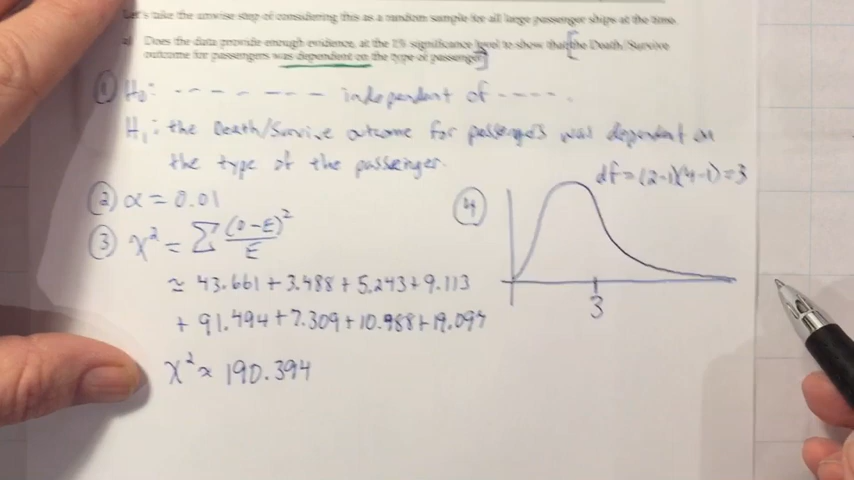 Let's take the unwise step of considering this as a random sample for all large passenger ships at the time.
a) Does the data provide enough evidence, at the 1% significance level to show that [the Death/Survive
outcome for passengers was dependent on the type of passenger]
① H₀: - - - - - - - - independent of - - - - .
H₁: the Death/Survive outcome for passengers was dependent on
the type of the passenger.
② α = 0.01
③ χ² = Σ (O-E)²/E
≈ 43.661 + 3.488 + 5.243 + 9.113
+ 91.494 + 7.309 + 10.988 + 19.097
χ² ≈ 190.394
④ df = (2-1)(4-1) = 3
3